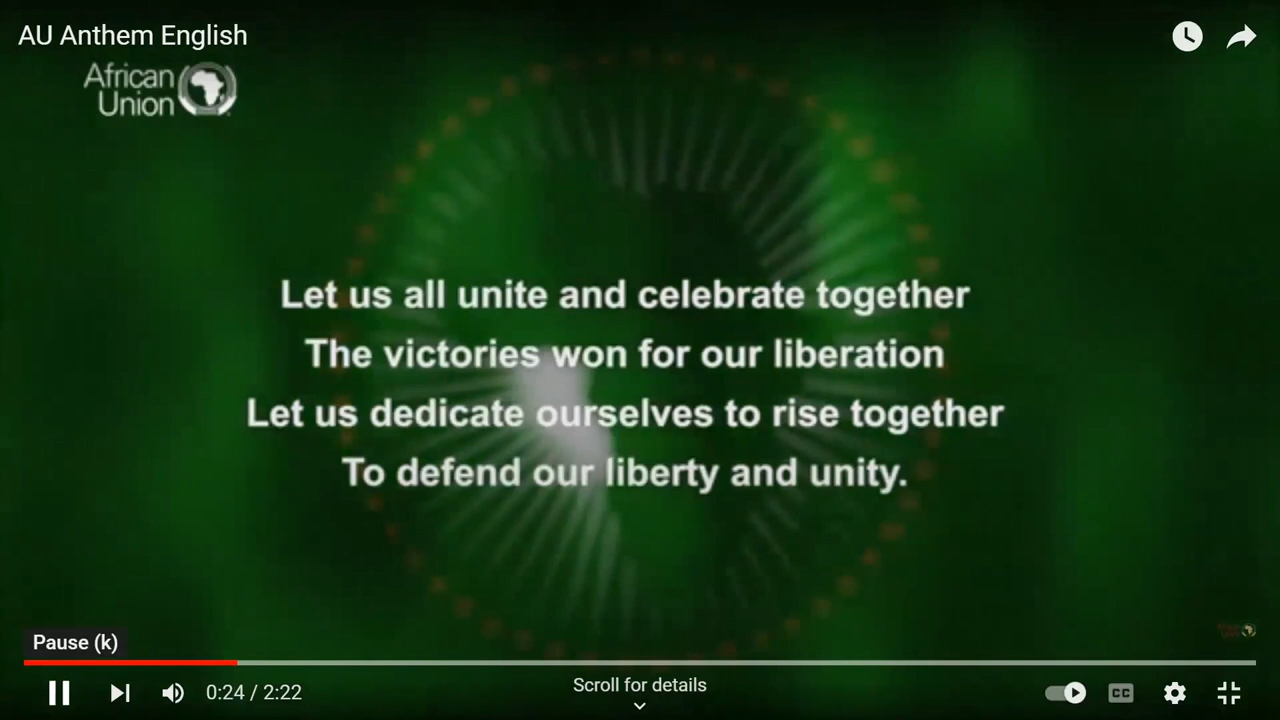 AU Anthem English
African
Union
Let us all unite and celebrate together
The victories won for our liberation
Let us dedicate ourselves to rise together
To defend our liberty and unity.
Pause (k)
0:24 / 2:22
Scroll for details
CC